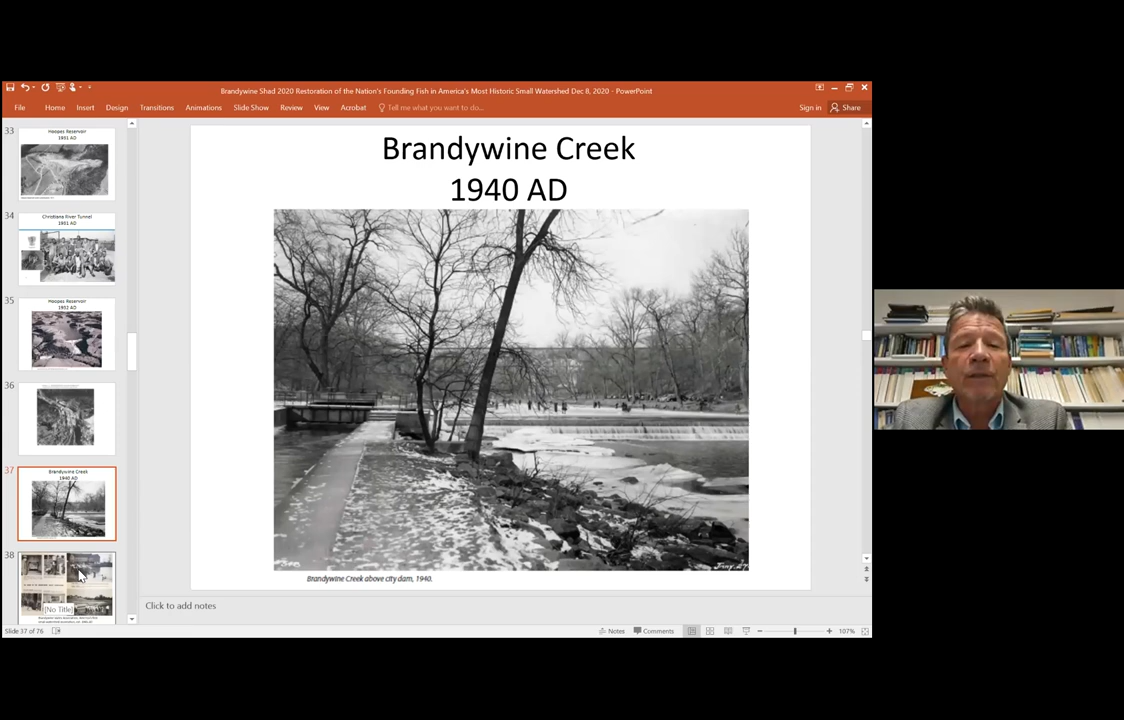 Brandywine Shad 2020 Restoration of the Nation's Founding Fish in America's Most Historic Small Watershed Dec 8, 2020 - PowerPoint
File Home Insert Design Transitions Animations Slide Show Review View Acrobat Tell me what you want to do... Sign in Share
33
Hoopes Reservoir
1931 AD
34
Christiana River Tunnel
1931 AD
35
Hoopes Reservoir
1932 AD
36
37
Brandywine Creek
1940 AD
38
[No Title]
Brandywine Creek
1940 AD
Brandywine Creek above city dam, 1940.
Click to add notes
Slide 37 of 76
Notes Comments 107%